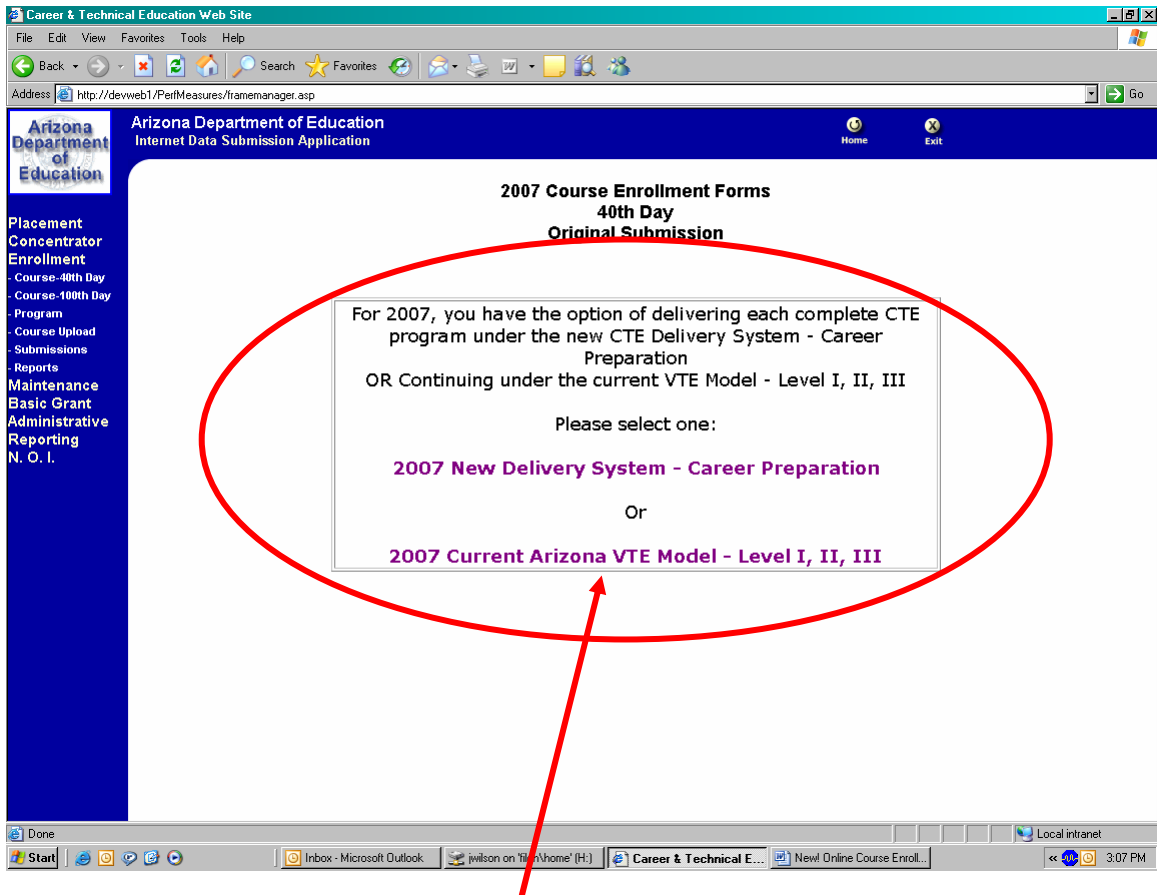 Career & Technical Education Web Site
File Edit View Favorites Tools Help
Back Search Favorites
Address http://devweb1/PerfMeasures/framemanager.asp Go
Arizona
Department
of
Education
Arizona Department of Education
Internet Data Submission Application
Home Exit
Placement
Concentrator
Enrollment
- Course-40th Day
- Course-100th Day
- Program
- Course Upload
- Submissions
- Reports
Maintenance
Basic Grant
Administrative
Reporting
N. O. I.
2007 Course Enrollment Forms
40th Day
Original Submission
For 2007, you have the option of delivering each complete CTE
program under the new CTE Delivery System - Career
Preparation
OR Continuing under the current VTE Model - Level I, II, III
Please select one:
2007 New Delivery System - Career Preparation
Or
2007 Current Arizona VTE Model - Level I, II, III
Done Local intranet
Start Inbox - Microsoft Outlook jwilson on (H:) Career & Technical E... New! Online Course Enroll... « 3:07 PM